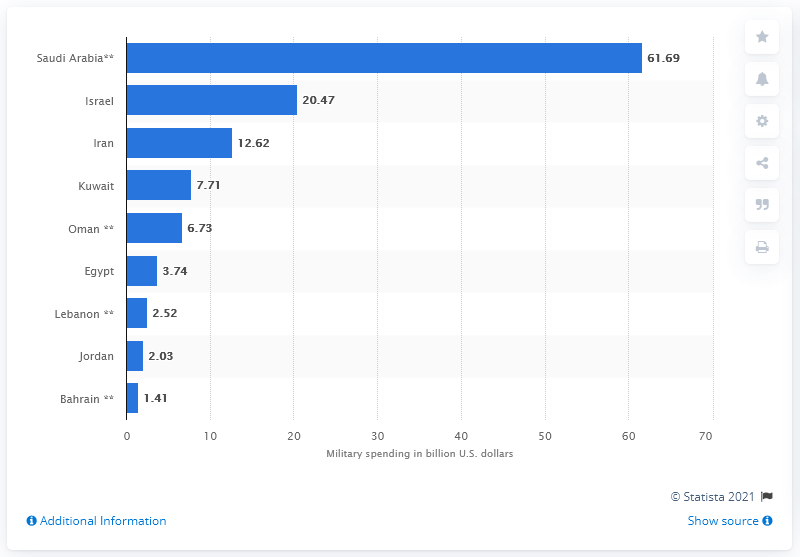 Saudi Arabia** 61.69
Israel 20.47
Iran 12.62
Kuwait 7.71
Oman ** 6.73
Egypt 3.74
Lebanon ** 2.52
Jordan 2.03
Bahrain ** 1.41
0 10 20 30 40 50 60 70
Military spending in billion U.S. dollars
© Statista 2021
Additional Information Show source